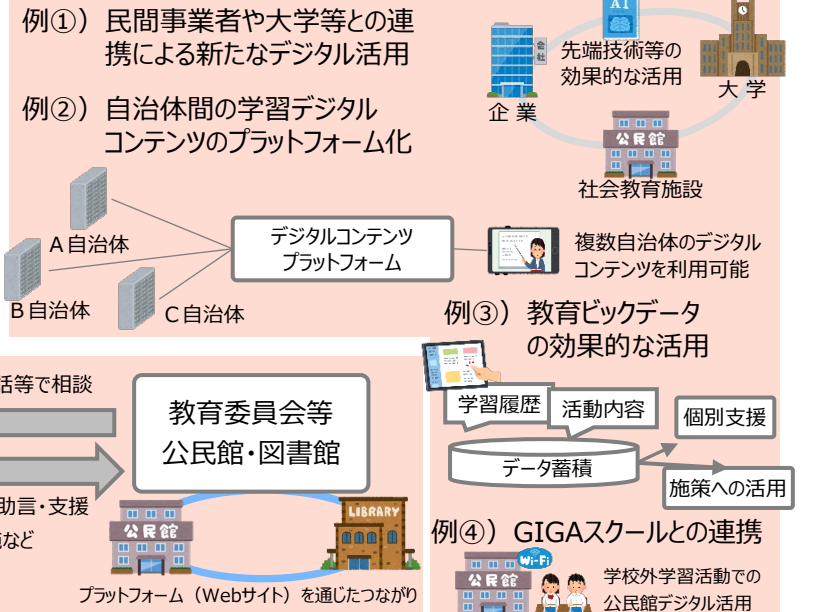 例①）民間事業者や大学等との連
携による新たなデジタル活用
AI
会社
先端技術等の
効果的な活用
企 業
大 学
公民館
社会教育施設
例②）自治体間の学習デジタル
コンテンツのプラットフォーム化
A自治体
B自治体
C自治体
デジタルコンテンツ
プラットフォーム
複数自治体のデジタル
コンテンツを利用可能
例③）教育ビックデータ
の効果的な活用
学習履歴
活動内容
個別支援
データ蓄積
施策への活用
話等で相談
教育委員会等
公民館・図書館
助言・支援
など
公民館
LIBRARY
プラットフォーム（Webサイト）を通じたつながり
例④）GIGAスクールとの連携
Wi-Fi
公民館
学校外学習活動での
公民館デジタル活用